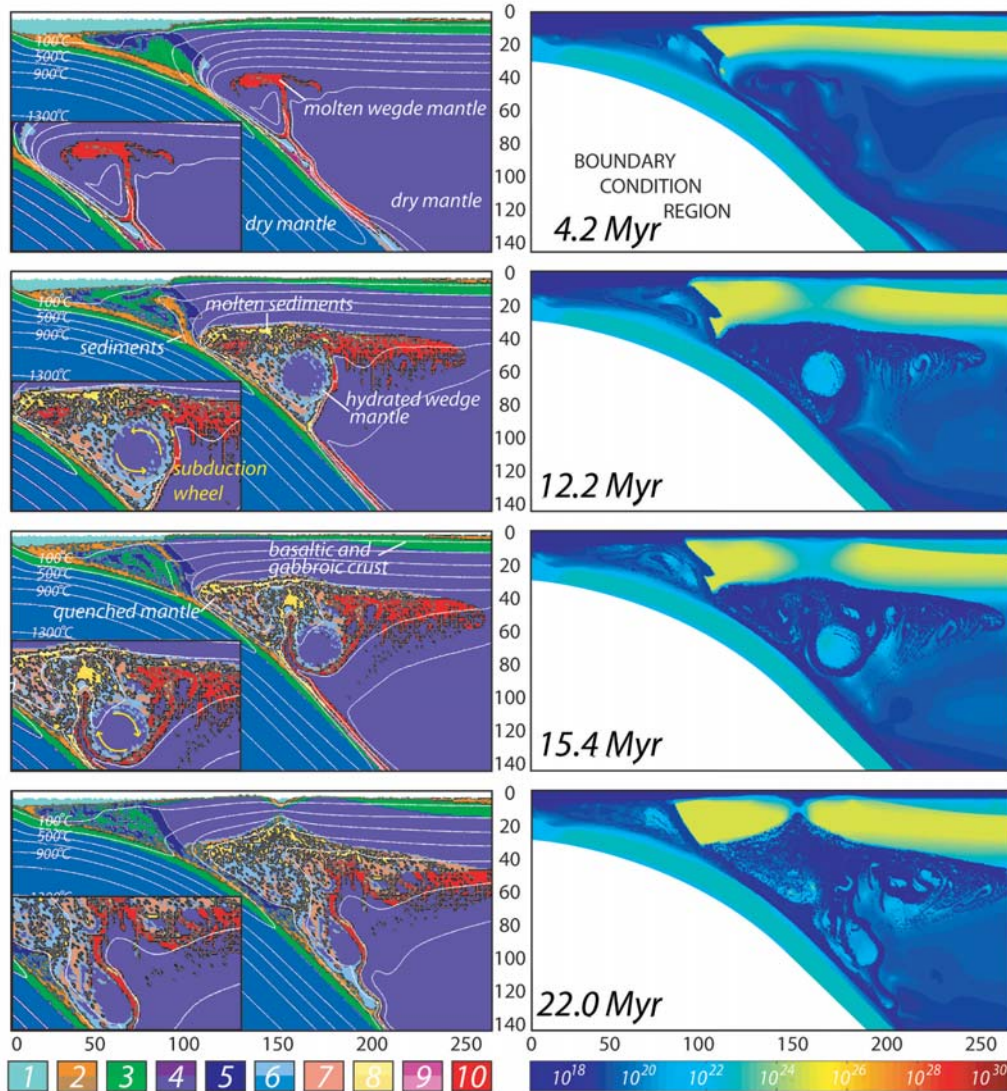 0
20
40
60
80
100
120
140
100°C
500°C
900°C
1300°C
molten wegde mantle
dry mantle
dry mantle
BOUNDARY
CONDITION
REGION
4.2 Myr
0
20
40
60
80
100
120
140
100°C
500°C
900°C
1300°C
molten sediments
sediments
hydrated wedge
mantle
subduction
wheel
12.2 Myr
0
20
40
60
80
100
120
140
100°C
500°C
900°C
1300°C
basaltic and
gabbroic crust
quenched mantle
15.4 Myr
0
20
40
60
80
100
120
140
100°C
500°C
900°C
22.0 Myr
0 50 100 150 200 250
0 50 100 150 200 250
1 2 3 4 5 6 7 8 9 10
10¹⁸ 10²⁰ 10²² 10²⁴ 10²⁶ 10²⁸ 10³⁰